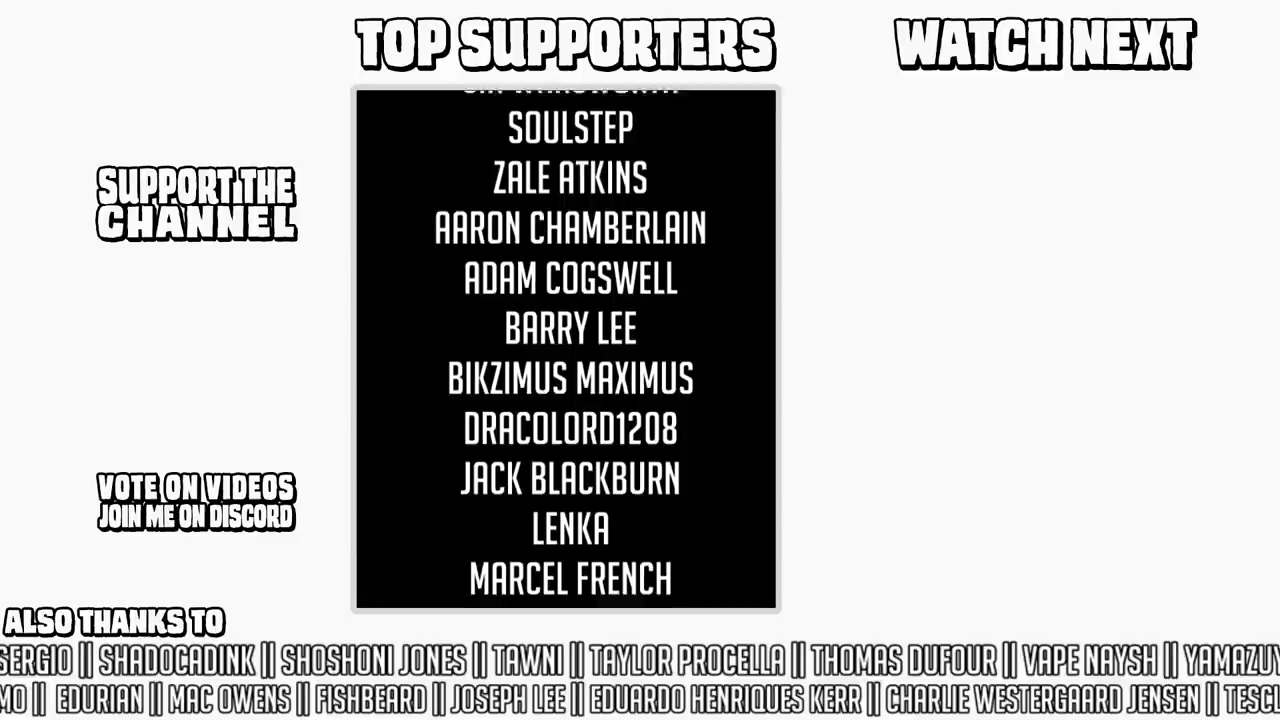 TOP SUPPORTERS
WATCH NEXT
SOULSTEP
ZALE ATKINS
AARON CHAMBERLAIN
ADAM COGSWELL
BARRY LEE
BIKZIMUS MAXIMUS
DRACOLORD1208
JACK BLACKBURN
LENKA
MARCEL FRENCH
SUPPORT THE
CHANNEL
VOTE ON VIDEOS
JOIN ME ON DISCORD
ALSO THANKS TO
SERGIO || SHADOCADINK || SHOSHONI JONES || TAWNI || TAYLOR PROCELLA || THOMAS DUFOUR || VAPE NAYSH ||
|| EDURIAN || MAC OWENS || FISHBEARD || JOSEPH LEE || EDUARDO HENRIQUES KERR || CHARLIE WESTERGAARD JENSEN ||